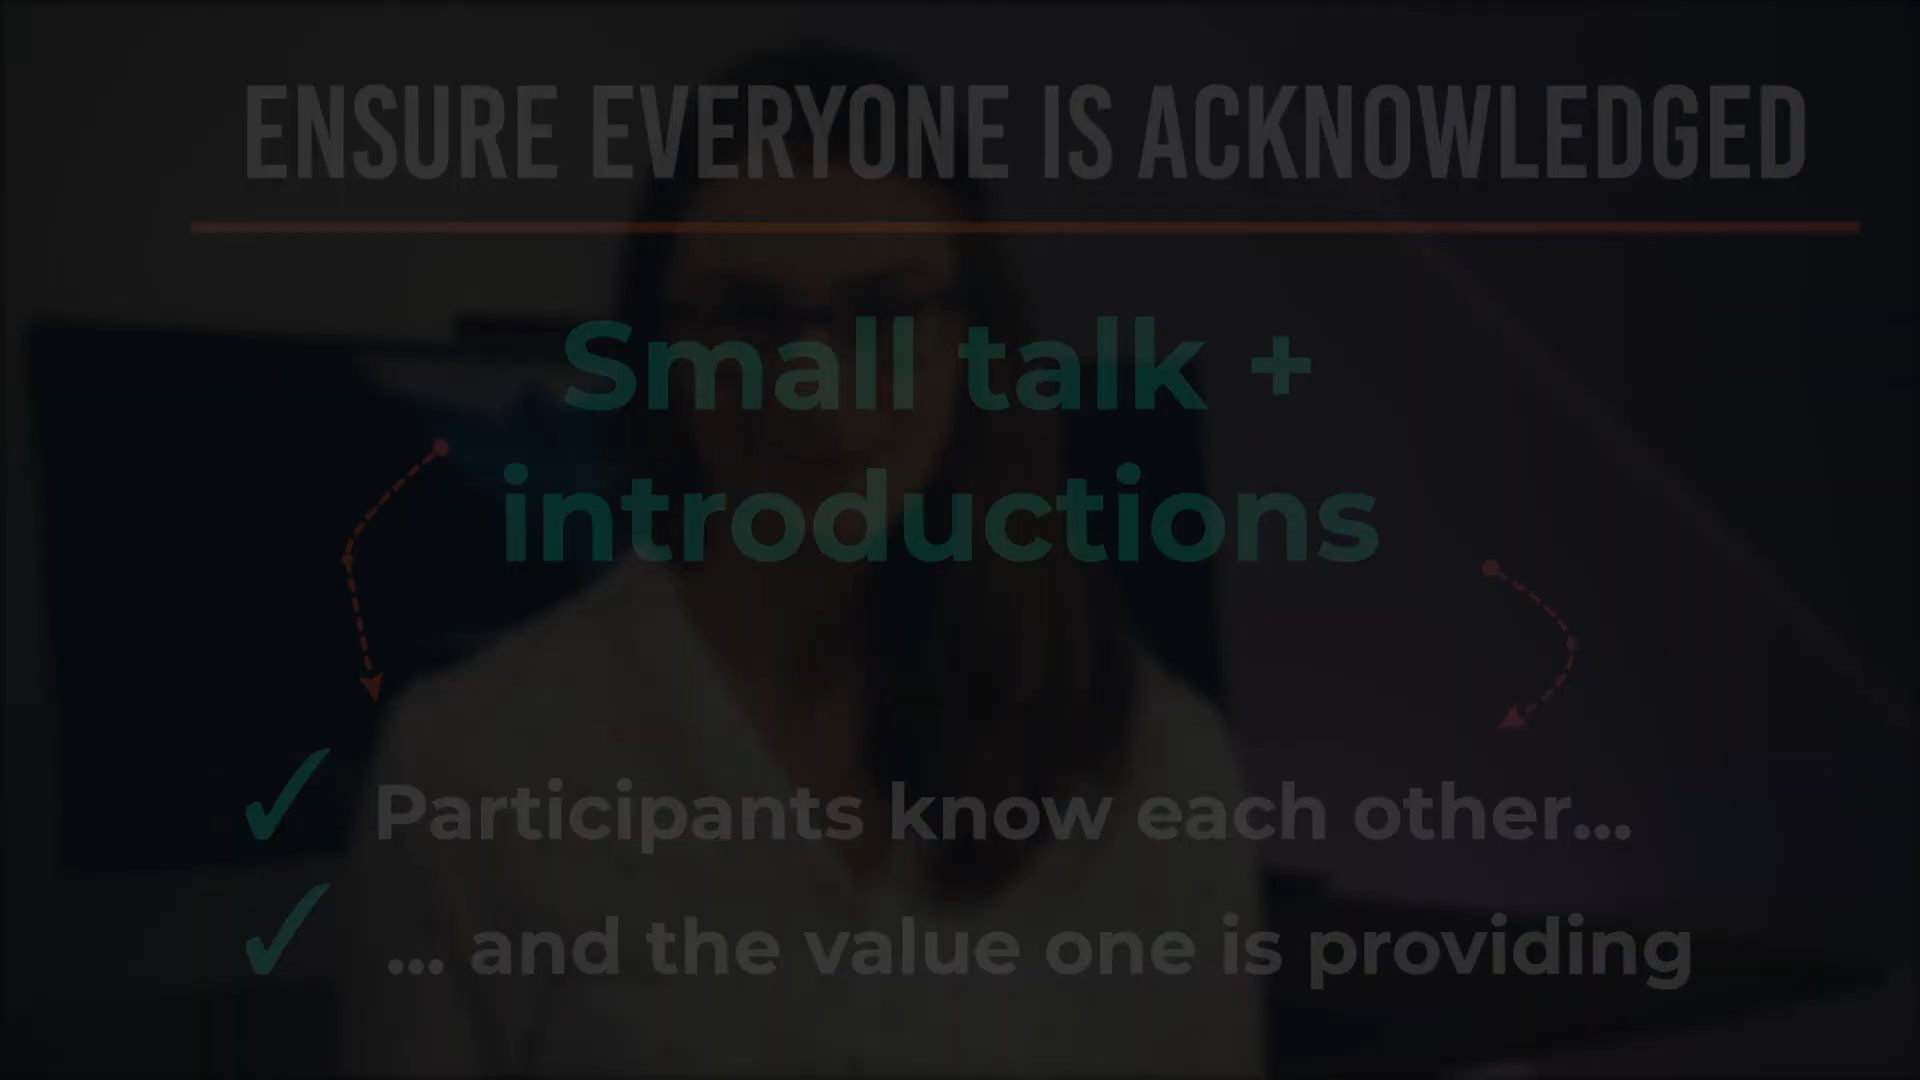 ENSURE EVERYONE IS ACKNOWLEDGED
Small talk +
introductions
Participants know each other...
... and the value one is providing